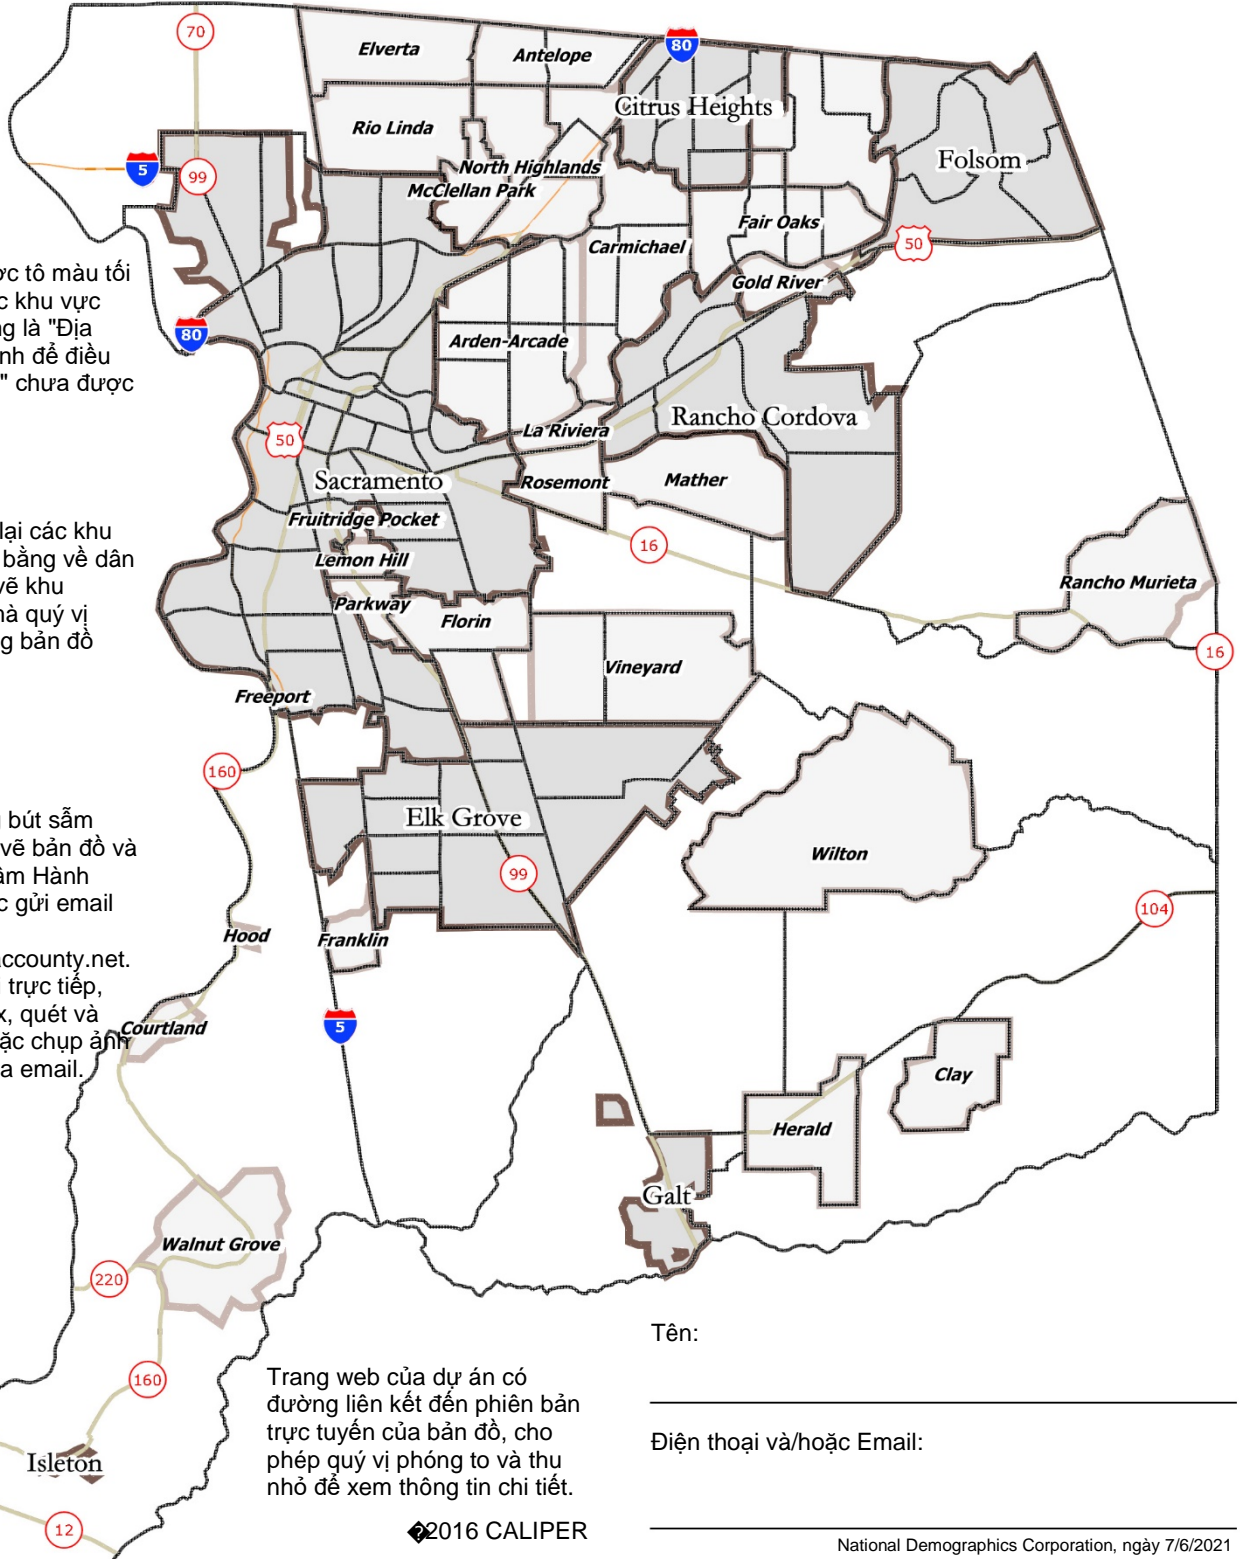 70
Elverta
Antelope
80
Citrus Heights
Rio Linda
Folsom
5
99
North Highlands
McClellan Park
Fair Oaks
Carmichael
50
Gold River
ợc tô màu tối
c khu vực
ng là "Địa
nh để điều
" chưa được
80
Arden-Arcade
Rancho Cordova
La Riviera
50
Sacramento
Rosemont
Mather
Fruitridge Pocket
Lemon Hill
16
lại các khu
bằng về dân
vẽ khu
hà quý vị
ng bản đồ
Rancho Murieta
Parkway
Florin
16
Vineyard
Freeport
160
Elk Grove
bút sẫm
vẽ bản đồ và
âm Hành
c gửi email
accounty.net.
trực tiếp,
x, quét và
ặc chụp ảnh
a email.
Wilton
99
104
Hood
Franklin
Courtland
5
Clay
Herald
Galt
Walnut Grove
220
160
Isleton
12
Trang web của dự án có
đường liên kết đến phiên bản
trực tuyến của bản đồ, cho
phép quý vị phóng to và thu
nhỏ để xem thông tin chi tiết.
�2016 CALIPER
Tên:
Điện thoại và/hoặc Email:
National Demographics Corporation, ngày 7/6/2021